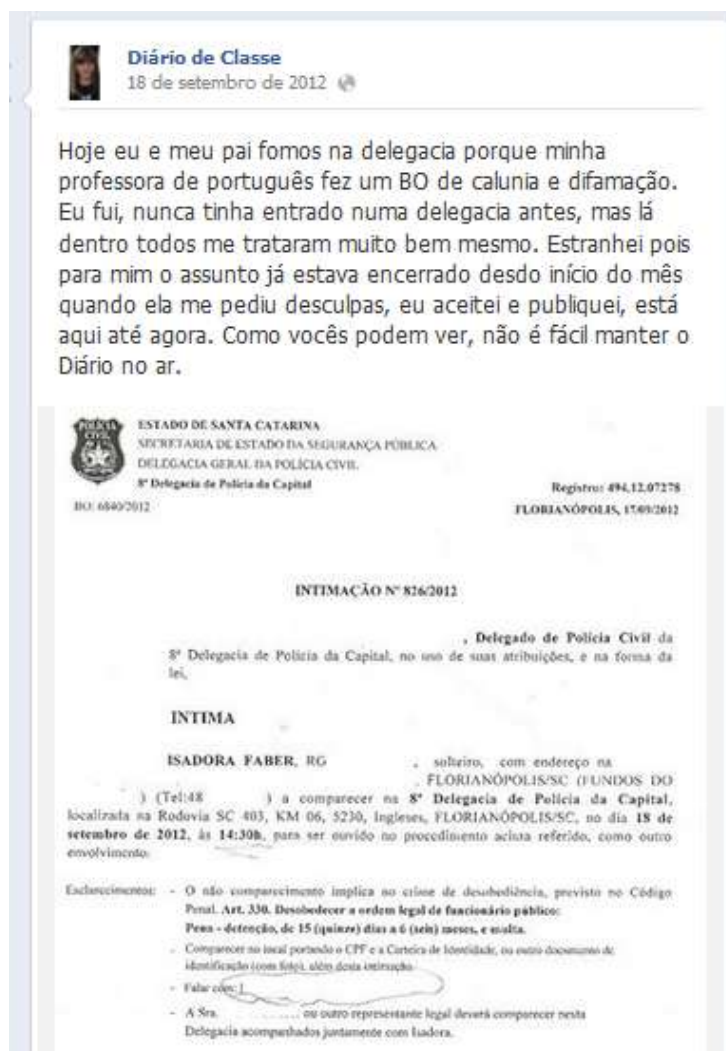 Diário de Classe
18 de setembro de 2012
Hoje eu e meu pai fomos na delegacia porque minha
professora de português fez um BO de calunia e difamação.
Eu fui, nunca tinha entrado numa delegacia antes, mas lá
dentro todos me trataram muito bem mesmo. Estranhei pois
para mim o assunto já estava encerrado desdo início do mês
quando ela me pediu desculpas, eu aceitei e publiquei, está
aqui até agora. Como vocês podem ver, não é fácil manter o
Diário no ar.
POLÍCIA CIVIL
ESTADO DE SANTA CATARINA
SECRETARIA DE ESTADO DA SEGURANÇA PÚBLICA
DELEGACIA GERAL DA POLÍCIA CIVIL
8ª Delegacia de Polícia da Capital
Registro: 494.12.07278
BO: 6840/2012
FLORIANÓPOLIS, 17/09/2012
INTIMAÇÃO Nº 826/2012
, Delegado de Polícia Civil da
8ª Delegacia de Polícia da Capital, no uso de suas atribuições, e na forma da
lei,
INTIMA
ISADORA FABER, RG , solteiro, com endereço na
, FLORIANÓPOLIS/SC (FUNDOS DO
) (Tel:48 ) a comparecer na 8ª Delegacia de Polícia da Capital,
localizada na Rodovia SC 403, KM 06, 5230, Ingleses, FLORIANÓPOLIS/SC, no dia 18 de
setembro de 2012, às 14:30h, para ser ouvido no procedimento acima referido, como outro
envolvimento.
Esclarecimentos: - O não comparecimento implica no crime de desobediência, previsto no Código
Penal. Art. 330. Desobedecer a ordem legal de funcionário público:
Pena - detenção, de 15 (quinze) dias a 6 (seis) meses, e multa.
- Comparecer no local portando o CPF e a Carteira de Identidade, ou outro documento de
identificação (com foto), além desta intimação.
- Falar com:
- A Sra. ou outro representante legal deverá comparecer nesta
Delegacia acompanhados juntamente com Isadora.